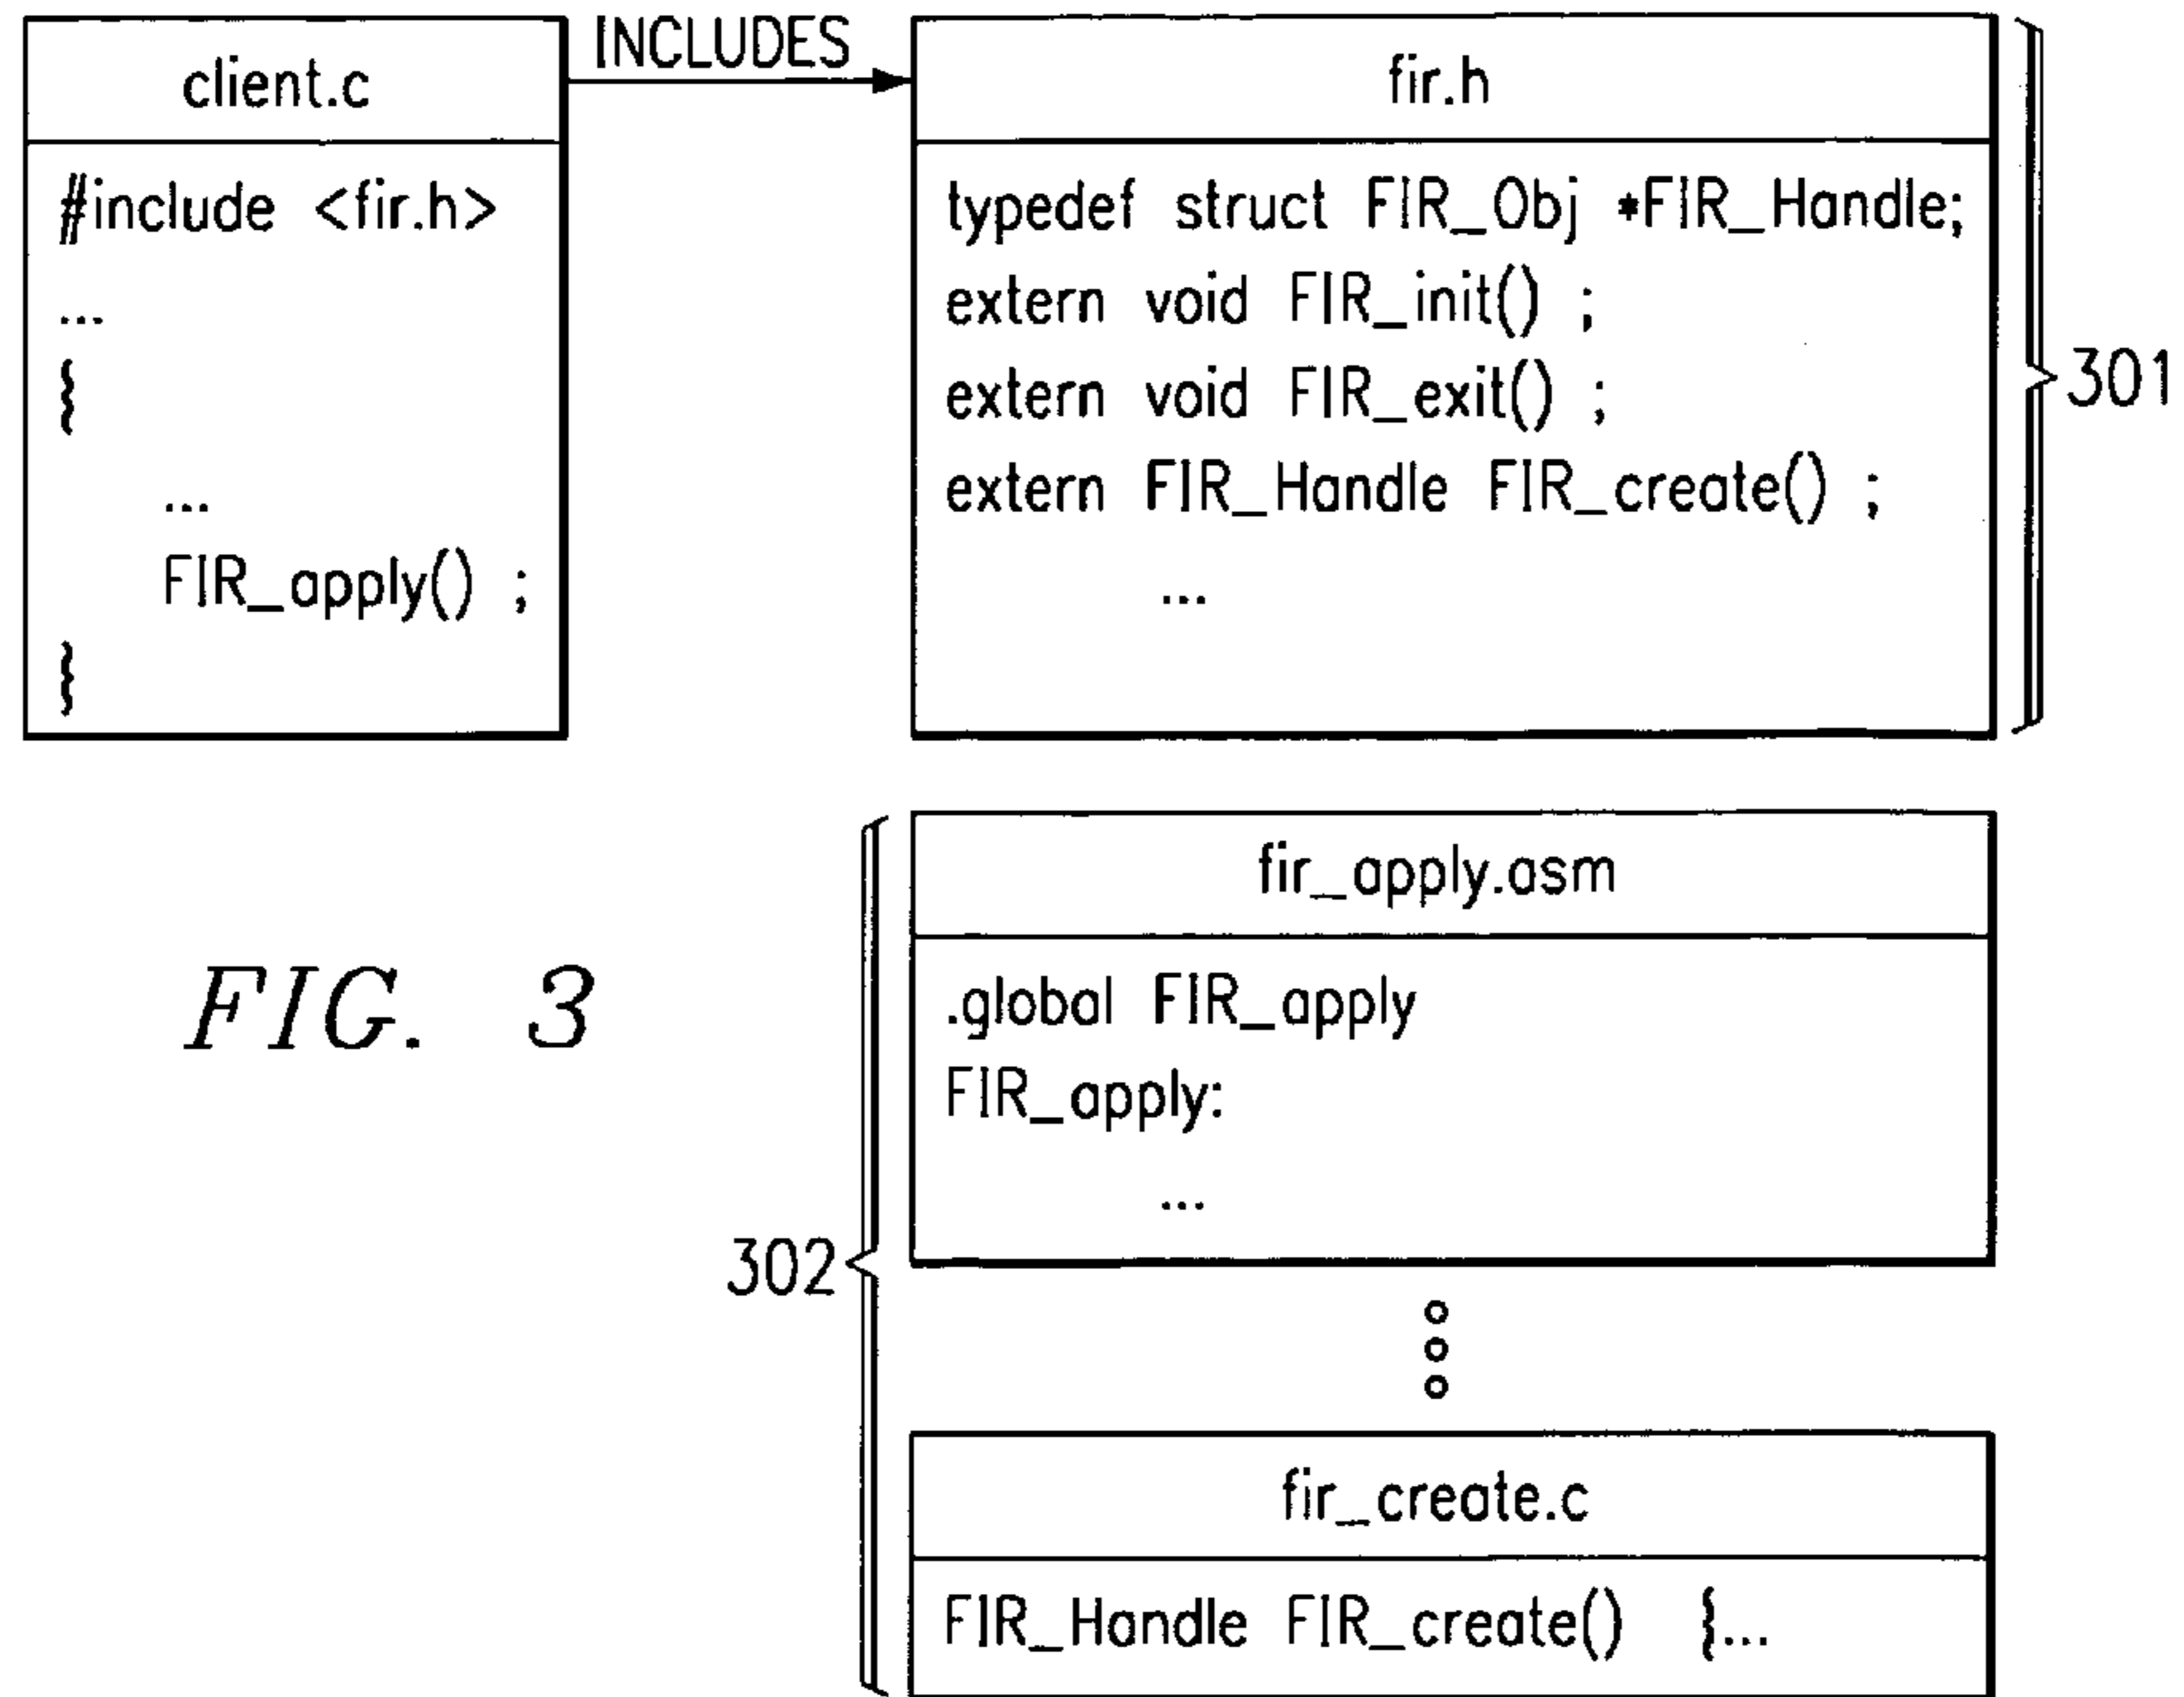 client.c
#include <fir.h>
...
{
...
FIR_apply() ;
}
INCLUDES
fir.h
typedef struct FIR_Obj *FIR_Handle;
extern void FIR_init() ;
extern void FIR_exit() ;
extern FIR_Handle FIR_create() ;
...
301
FIG. 3
302
fir_apply.asm
.global FIR_apply
FIR_apply:
...
fir_create.c
FIR_Handle FIR_create() {...